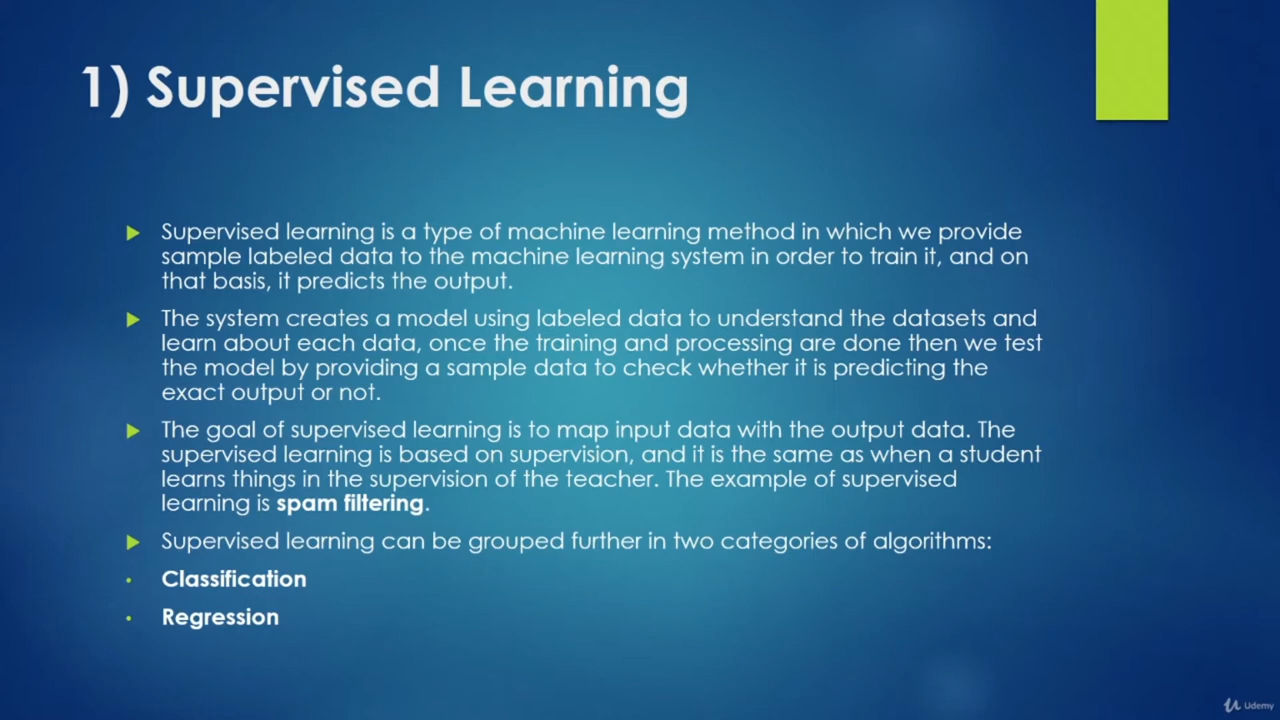 1) Supervised Learning
Supervised learning is a type of machine learning method in which we provide
sample labeled data to the machine learning system in order to train it, and on
that basis, it predicts the output.
The system creates a model using labeled data to understand the datasets and
learn about each data, once the training and processing are done then we test
the model by providing a sample data to check whether it is predicting the
exact output or not.
The goal of supervised learning is to map input data with the output data. The
supervised learning is based on supervision, and it is the same as when a student
learns things in the supervision of the teacher. The example of supervised
learning is spam filtering.
Supervised learning can be grouped further in two categories of algorithms:
Classification
Regression
Udemy